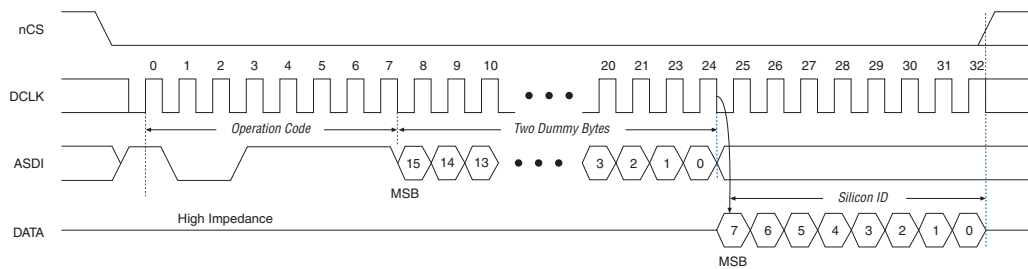 nCS
0 1 2 3 4 5 6 7 8 9 10 20 21 23 24 25 26 27 28 29 30 31 32
DCLK
Operation Code Two Dummy Bytes
ASDI 15 14 13 3 2 1 0
MSB
Silicon ID
High Impedance
DATA 7 6 5 4 3 2 1 0
MSB